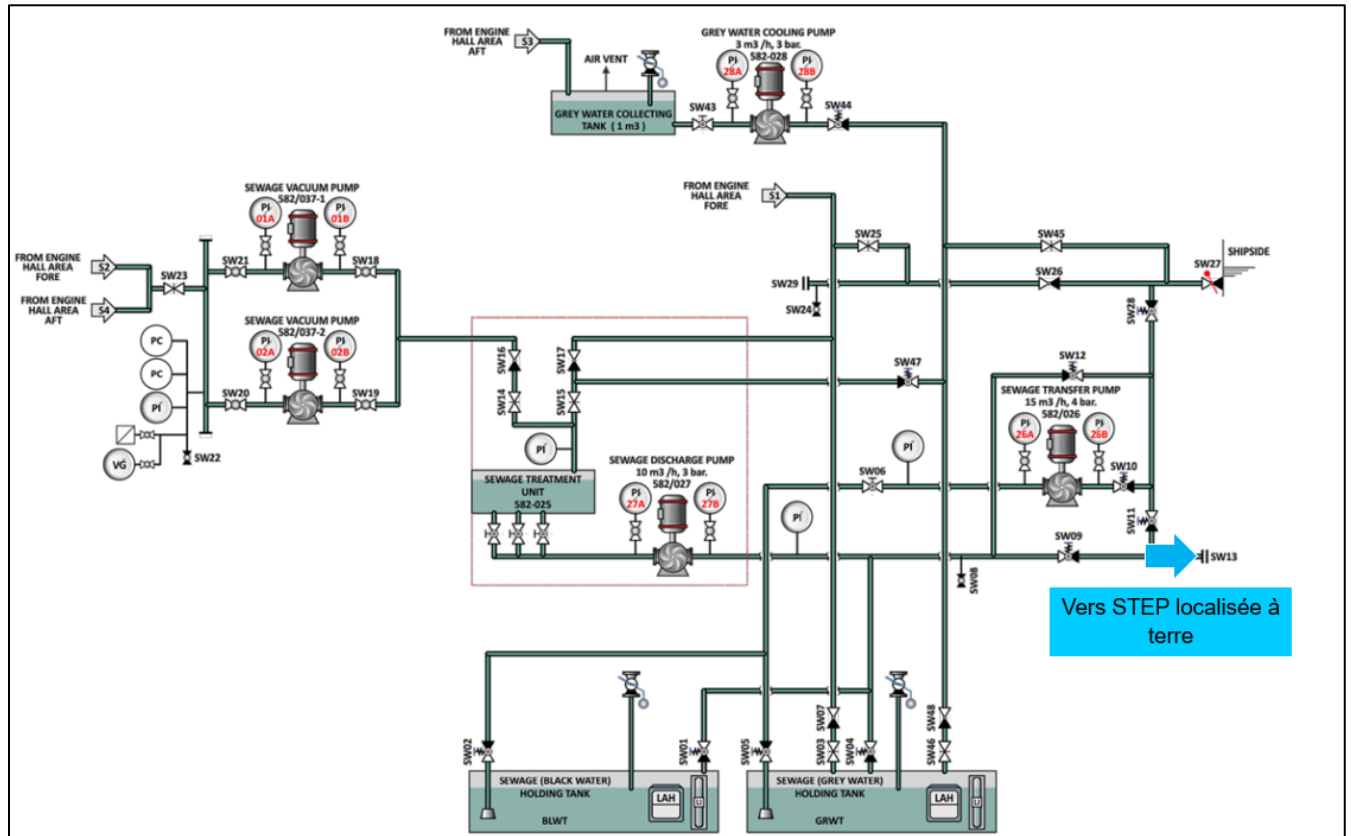 FROM ENGINE
HALL AREA
AFT
S3
AIR VENT
GREY WATER COLLECTING
TANK ( 1 m3 )
GREY WATER COOLING PUMP
3 m3 /h, 3 bar.
582-028
PI
28A
PI
28B
SW43
SW44
SEWAGE VACUUM PUMP
582/037-1
PI
01A
PI
01B
FROM ENGINE
HALL AREA
FORE
S1
SW25
SW45
SW27
SHIPSIDE
FROM ENGINE
HALL AREA
FORE
S2
SW23
SW21
SW18
SW29
SW24
SW26
SW28
FROM ENGINE
HALL AREA
AFT
S4
SEWAGE VACUUM PUMP
582/037-2
PI
02A
PI
02B
PC
PC
PI
VG
SW22
SW20
SW19
SW16
SW17
SW14
SW15
SW47
SW12
SEWAGE TRANSFER PUMP
15 m3 /h, 4 bar.
582/026
PI
26A
PI
26B
SW10
SW11
PI
PI
SW06
SEWAGE TREATMENT
UNIT
582-025
SEWAGE DISCHARGE PUMP
10 m3 /h, 3 bar.
582/027
PI
27A
PI
27B
PI
SW09
SW08
SW13
Vers STEP localisée à
terre
SW02
SW01
SW05
SW07
SW03
SW04
SW48
SW46
SEWAGE (BLACK WATER)
HOLDING TANK
BLWT
LAH
LI
SEWAGE (GREY WATER)
HOLDING TANK
GRWT
LAH
LI